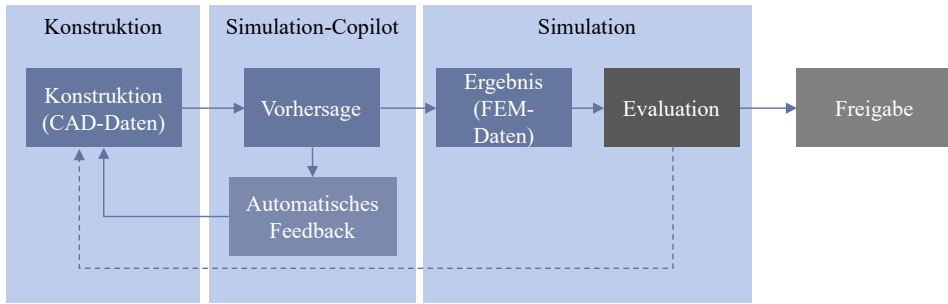 Konstruktion
Simulation-Copilot
Simulation
Konstruktion
(CAD-Daten)
Vorhersage
Ergebnis
(FEM-
Daten)
Evaluation
Freigabe
Automatisches
Feedback